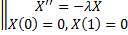 X'' = −λX
X(0) = 0, X(1) = 0